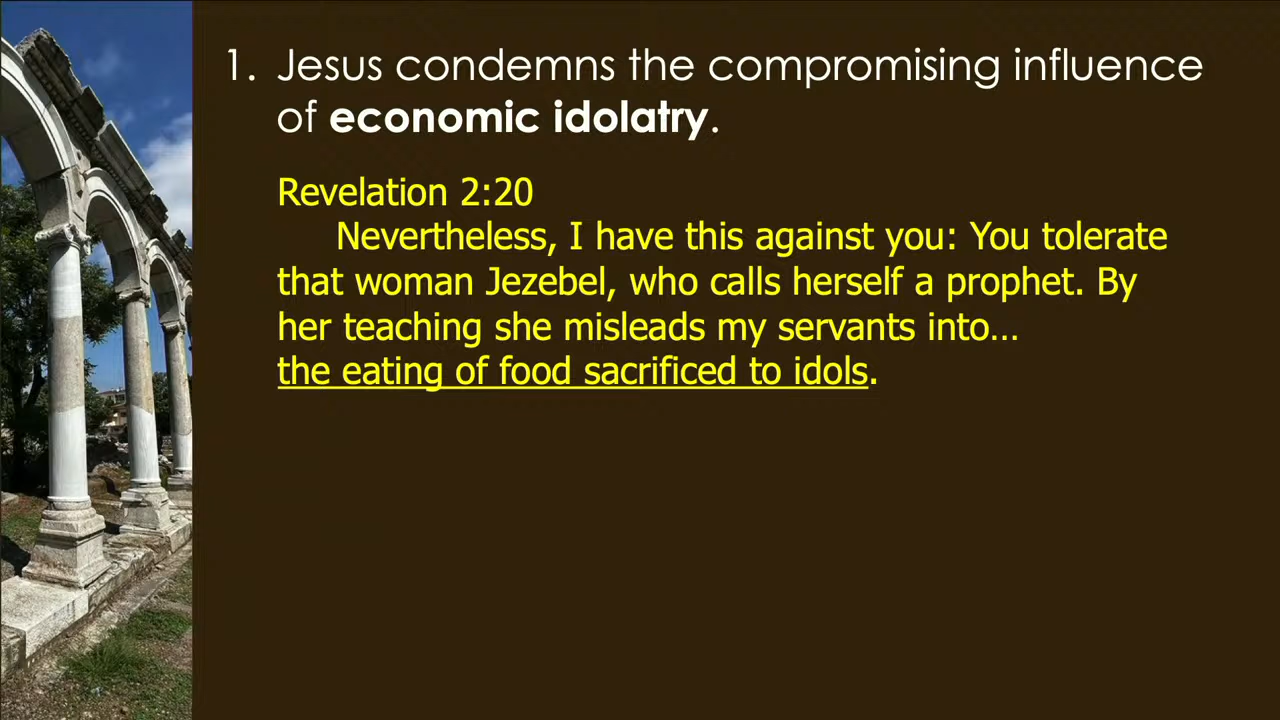 1. Jesus condemns the compromising influence
of economic idolatry.
Revelation 2:20
Nevertheless, I have this against you: You tolerate
that woman Jezebel, who calls herself a prophet. By
her teaching she misleads my servants into…
the eating of food sacrificed to idols.